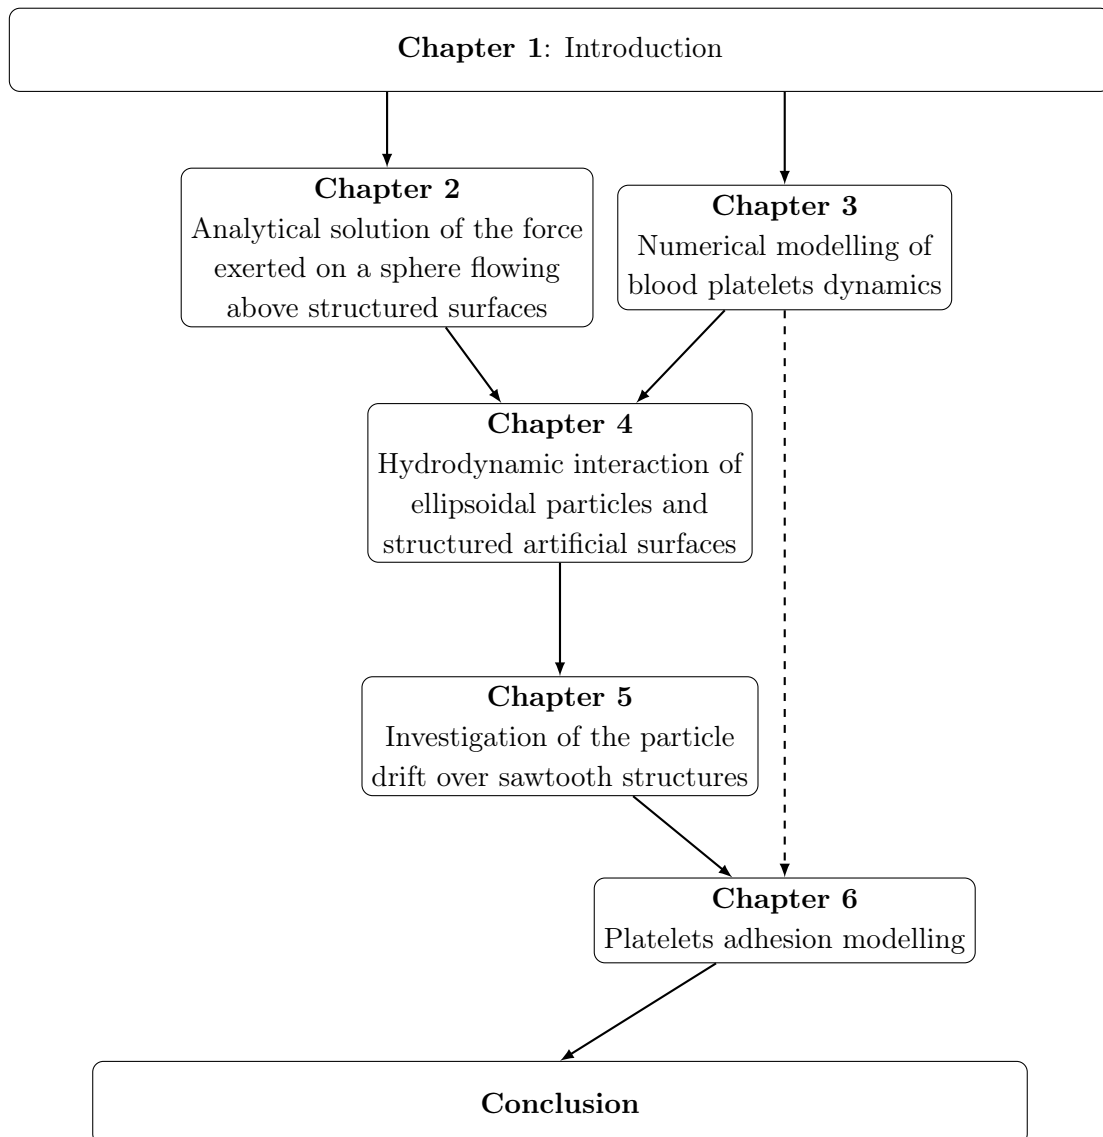 Chapter 1: Introduction
Chapter 2
Analytical solution of the force
exerted on a sphere flowing
above structured surfaces
Chapter 3
Numerical modelling of
blood platelets dynamics
Chapter 4
Hydrodynamic interaction of
ellipsoidal particles and
structured artificial surfaces
Chapter 5
Investigation of the particle
drift over sawtooth structures
Chapter 6
Platelets adhesion modelling
Conclusion